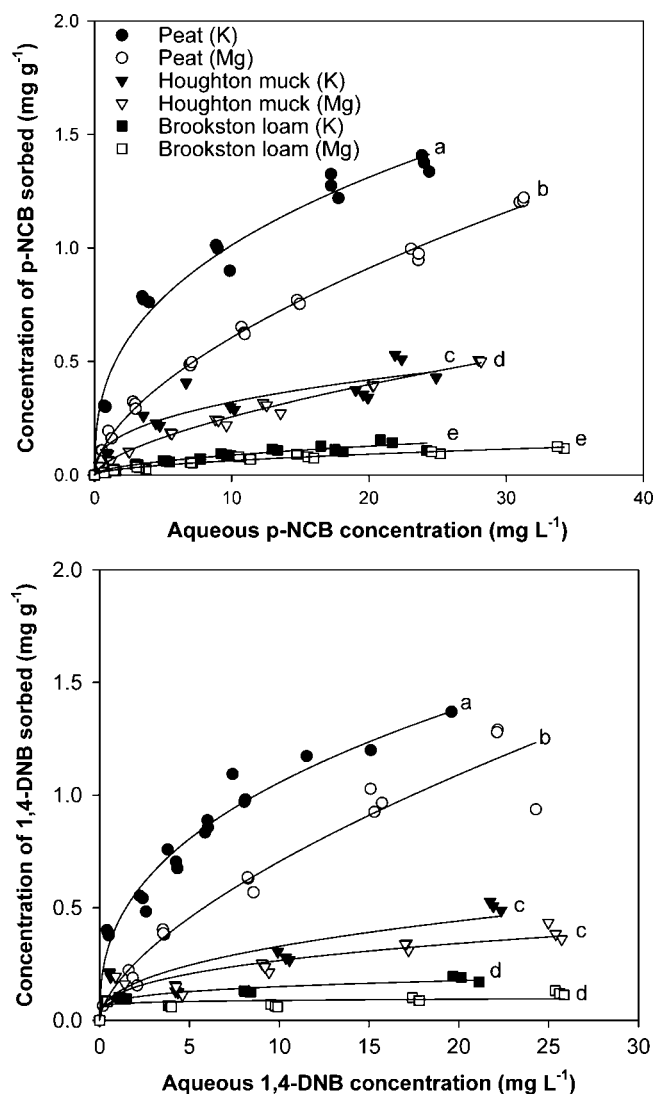 2.0
Peat (K)
Peat (Mg)
Houghton muck (K)
Houghton muck (Mg)
Brookston loam (K)
Brookston loam (Mg)
1.5
1.0
0.5
0.0
a
b
c
d
e
e
0
10
20
30
40
Concentration of p-NCB sorbed (mg g⁻¹)
Aqueous p-NCB concentration (mg L⁻¹)
2.0
1.5
1.0
0.5
0.0
a
b
c
c
d
d
0
5
10
15
20
25
30
Concentration of 1,4-DNB sorbed (mg g⁻¹)
Aqueous 1,4-DNB concentration (mg L⁻¹)